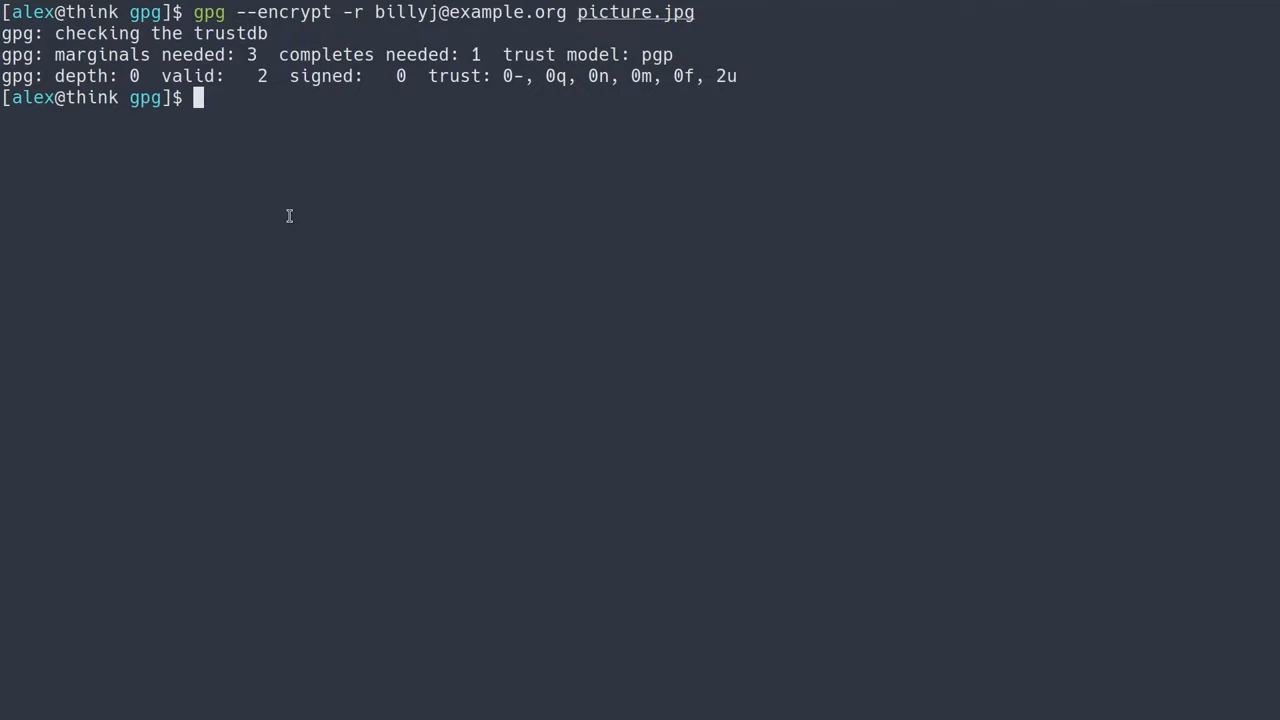 [alex@think gpg]$ gpg --encrypt -r billyj@example.org picture.jpg
gpg: checking the trustdb
gpg: marginals needed: 3  completes needed: 1  trust model: pgp
gpg: depth: 0  valid:   2  signed:   0  trust: 0-, 0q, 0n, 0m, 0f, 2u
[alex@think gpg]$